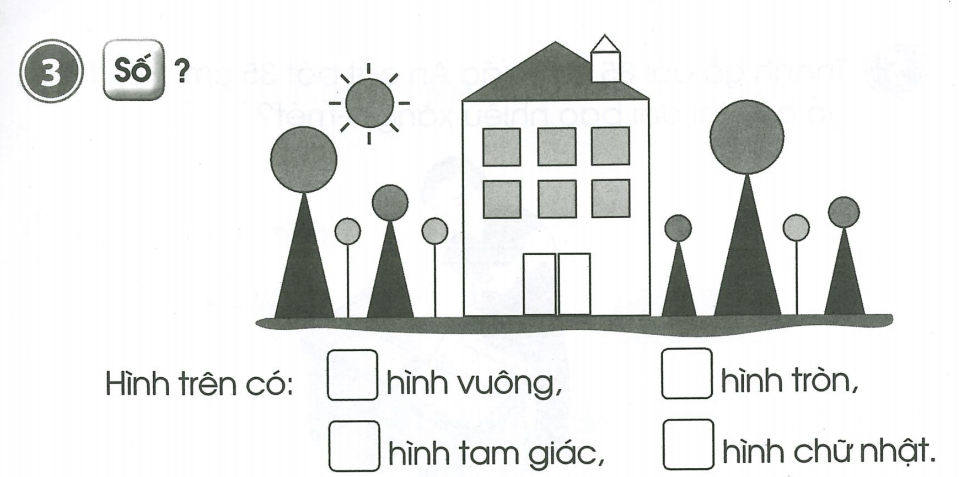 3 Số ?
Hình trên có: hình vuông, hình tròn,
hình tam giác, hình chữ nhật.